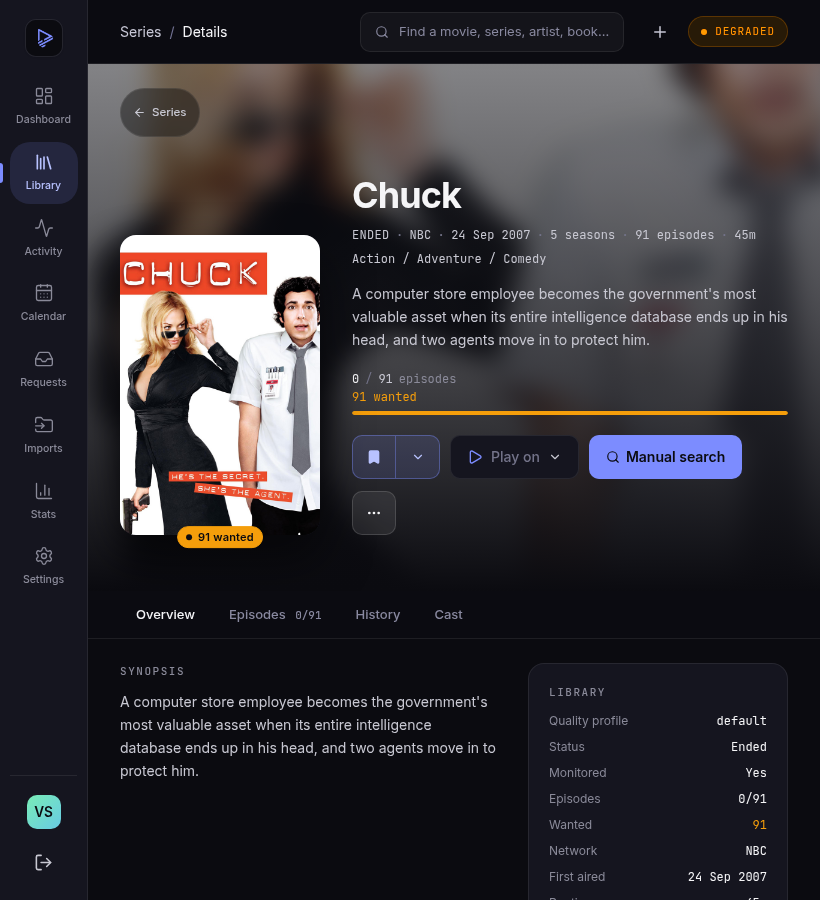 Series / Details
Find a movie, series, artist, book...
DEGRADED
Dashboard
Library
Activity
Calendar
Requests
Imports
Stats
Settings
VS
Series
CHUCK
HE'S THE SECRET.
SHE'S THE AGENT.
91 wanted
Chuck
ENDED · NBC · 24 Sep 2007 · 5 seasons · 91 episodes · 45m
Action / Adventure / Comedy
A computer store employee becomes the government's most
valuable asset when its entire intelligence database ends up in his
head, and two agents move in to protect him.
0 / 91 episodes
91 wanted
Play on
Manual search
Overview
Episodes 0/91
History
Cast
SYNOPSIS
A computer store employee becomes the government's
most valuable asset when its entire intelligence
database ends up in his head, and two agents move in to
protect him.
LIBRARY
Quality profile default
Status Ended
Monitored Yes
Episodes 0/91
Wanted 91
Network NBC
First aired 24 Sep 2007